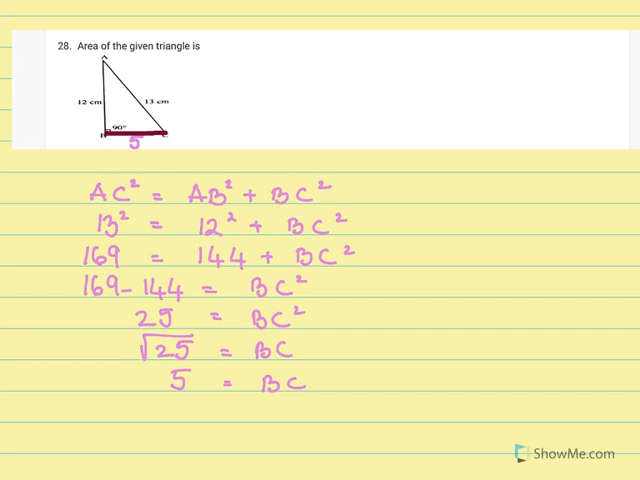 28. Area of the given triangle is
A
12 cm
13 cm
90°
5
AC² = AB² + BC²
13² = 12² + BC²
169 = 144 + BC²
169 - 144 = BC²
25 = BC²
√25 = BC
5 = BC
ShowMe.com